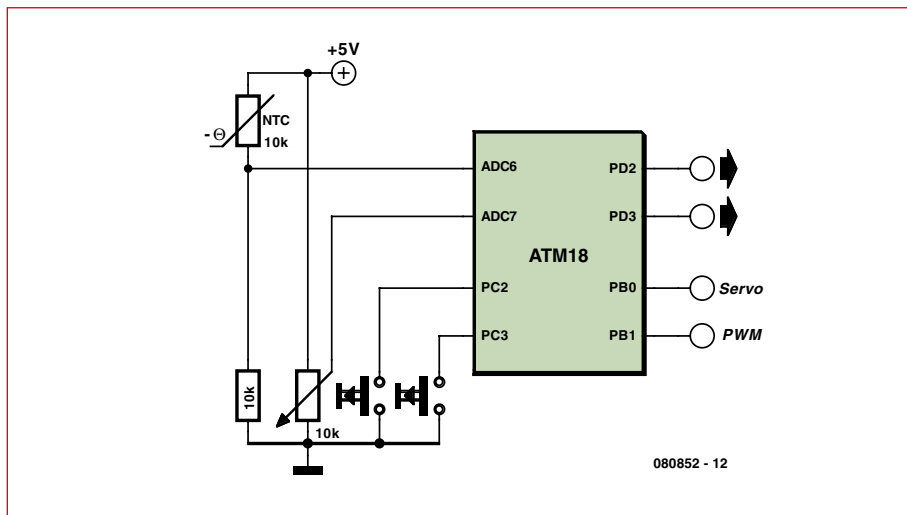 +5V
-Θ
NTC
10k
ADC6
PD2
ADC7
PD3
ATM18
PC2
PB0
Servo
PC3
PB1
PWM
10k
10k
080852 - 12